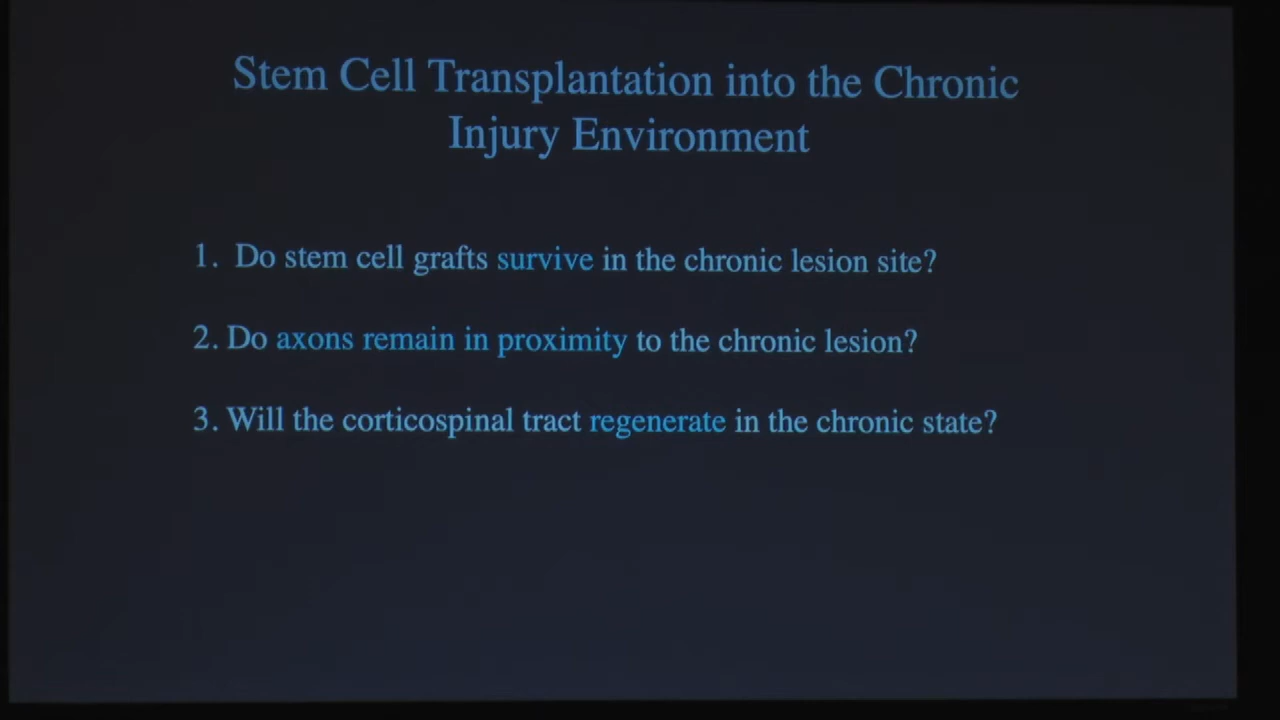 Stem Cell Transplantation into the Chronic
Injury Environment
1. Do stem cell grafts survive in the chronic lesion site?
2. Do axons remain in proximity to the chronic lesion?
3. Will the corticospinal tract regenerate in the chronic state?